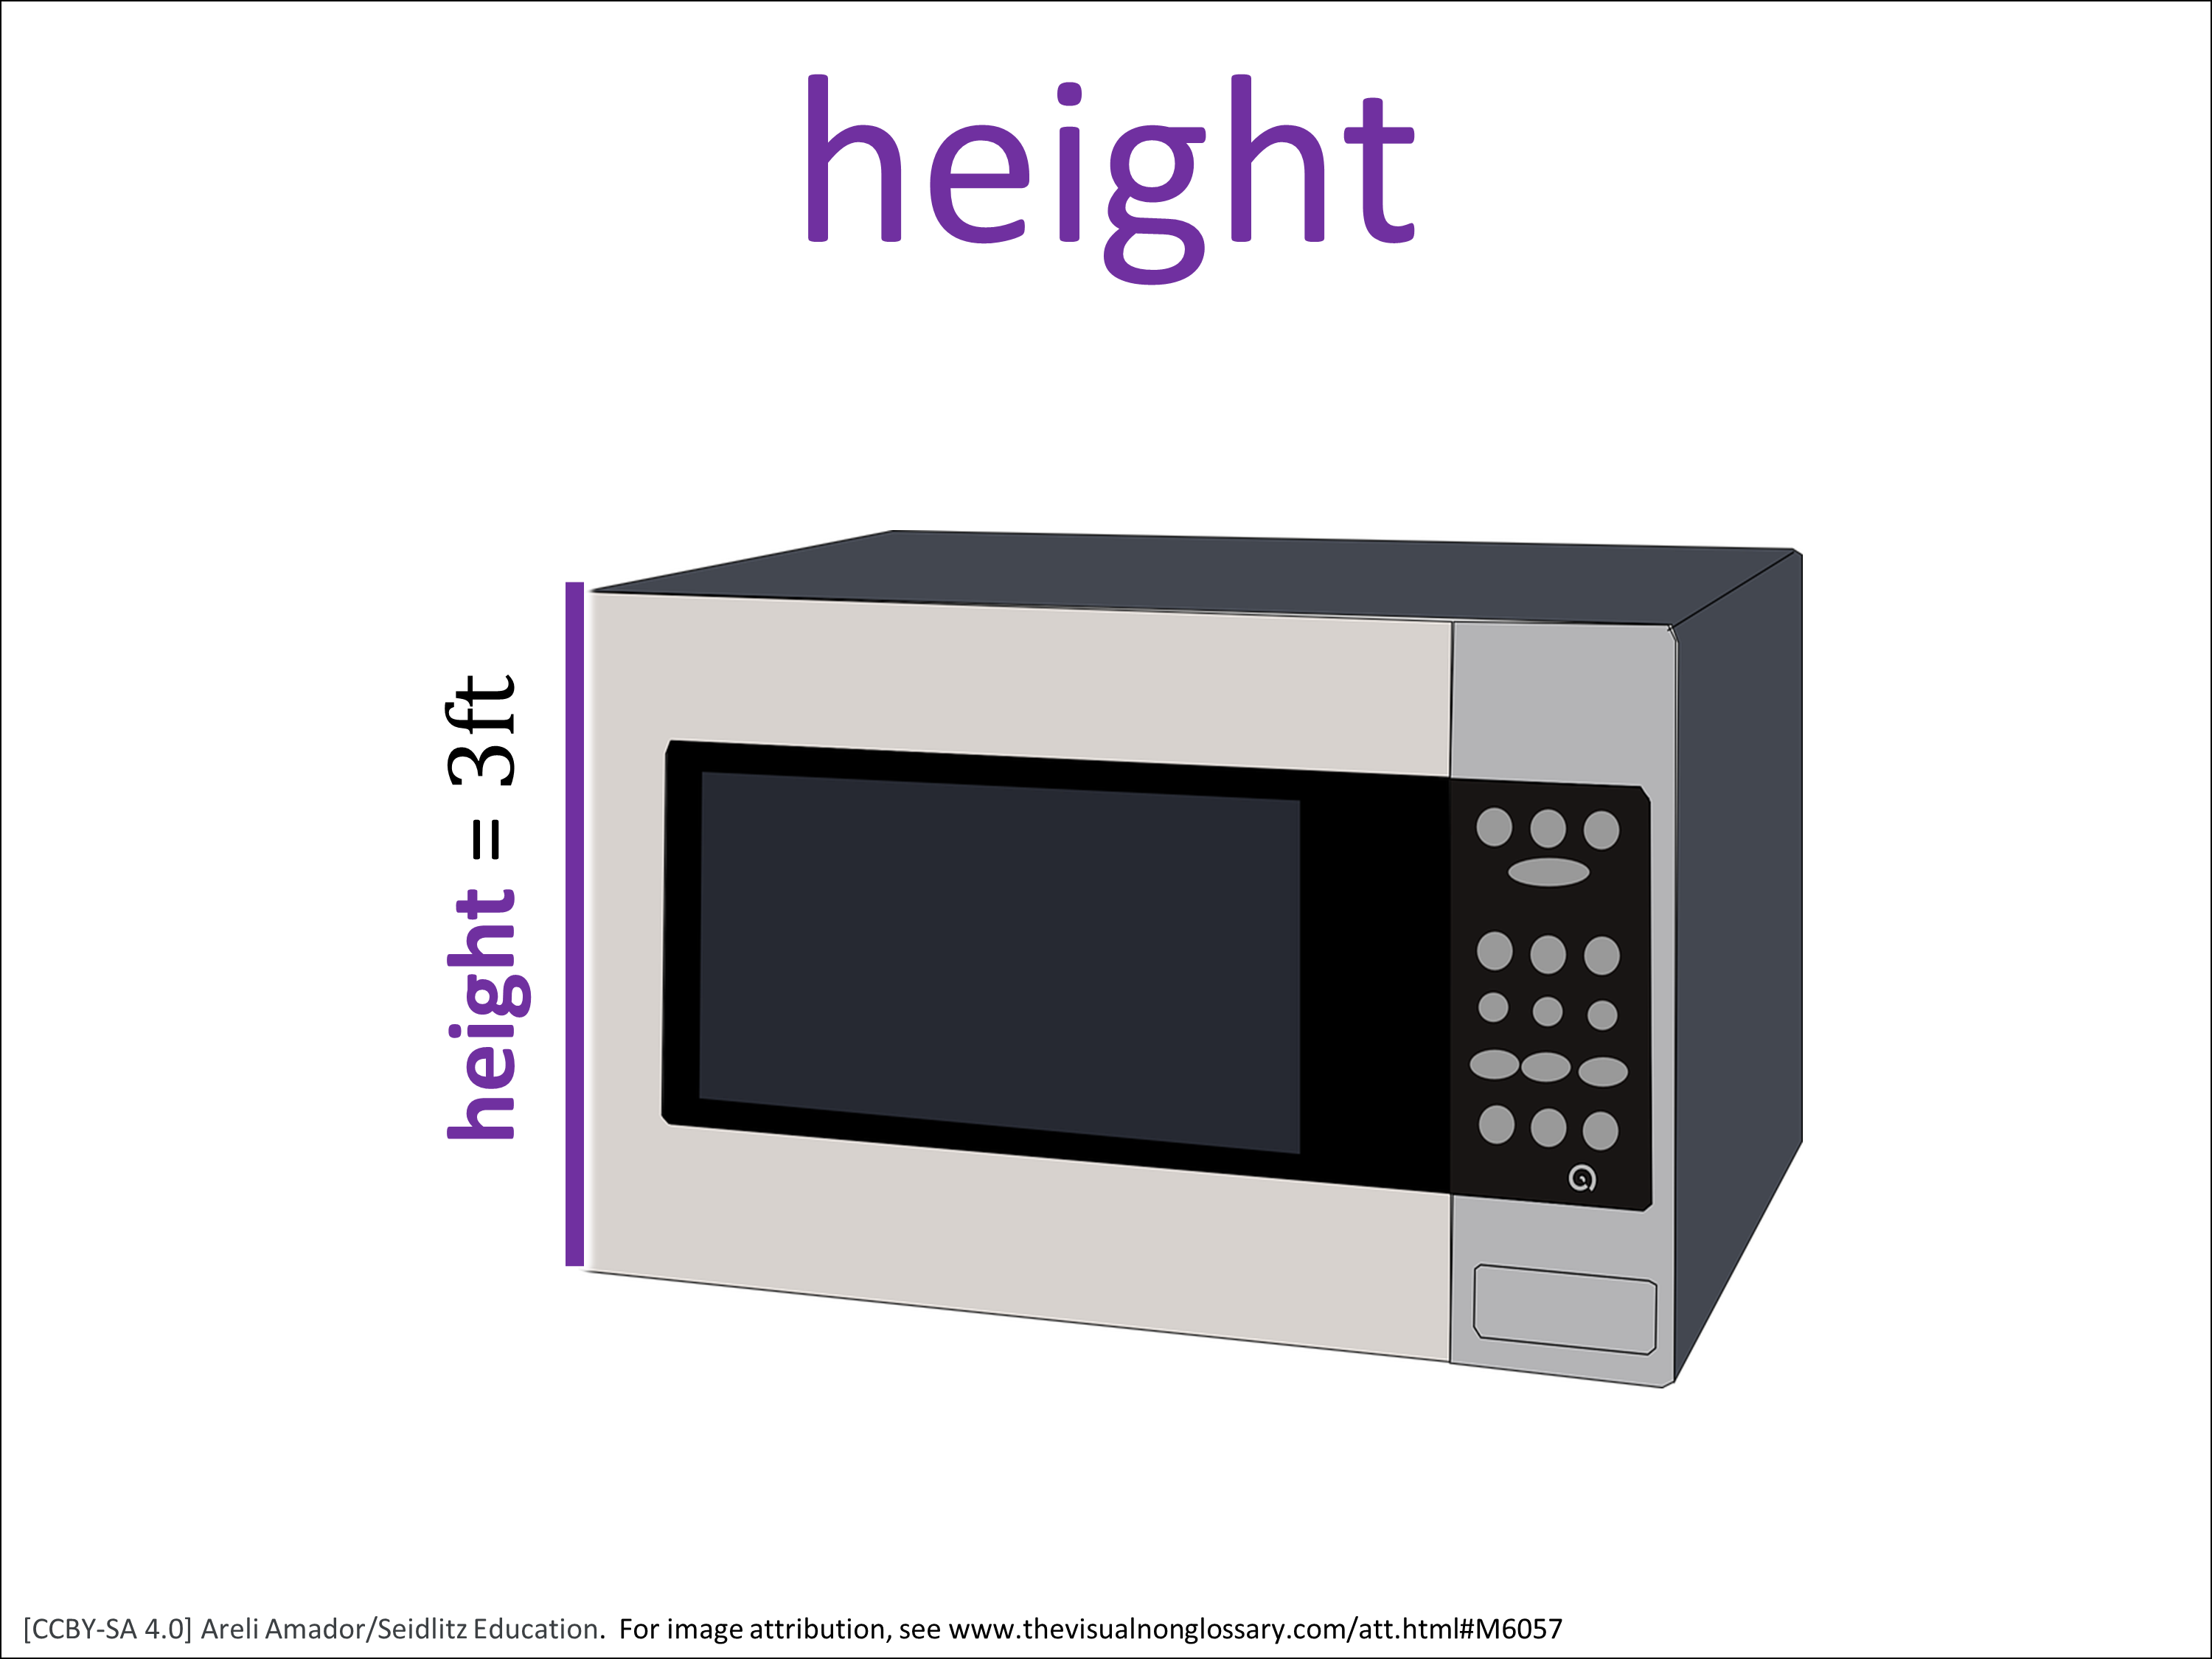 height
height = 3ft
[CCBY-SA 4.0] Areli Amador/Seidlitz Education.  For image attribution, see www.thevisualnonglossary.com/att.html#M6057